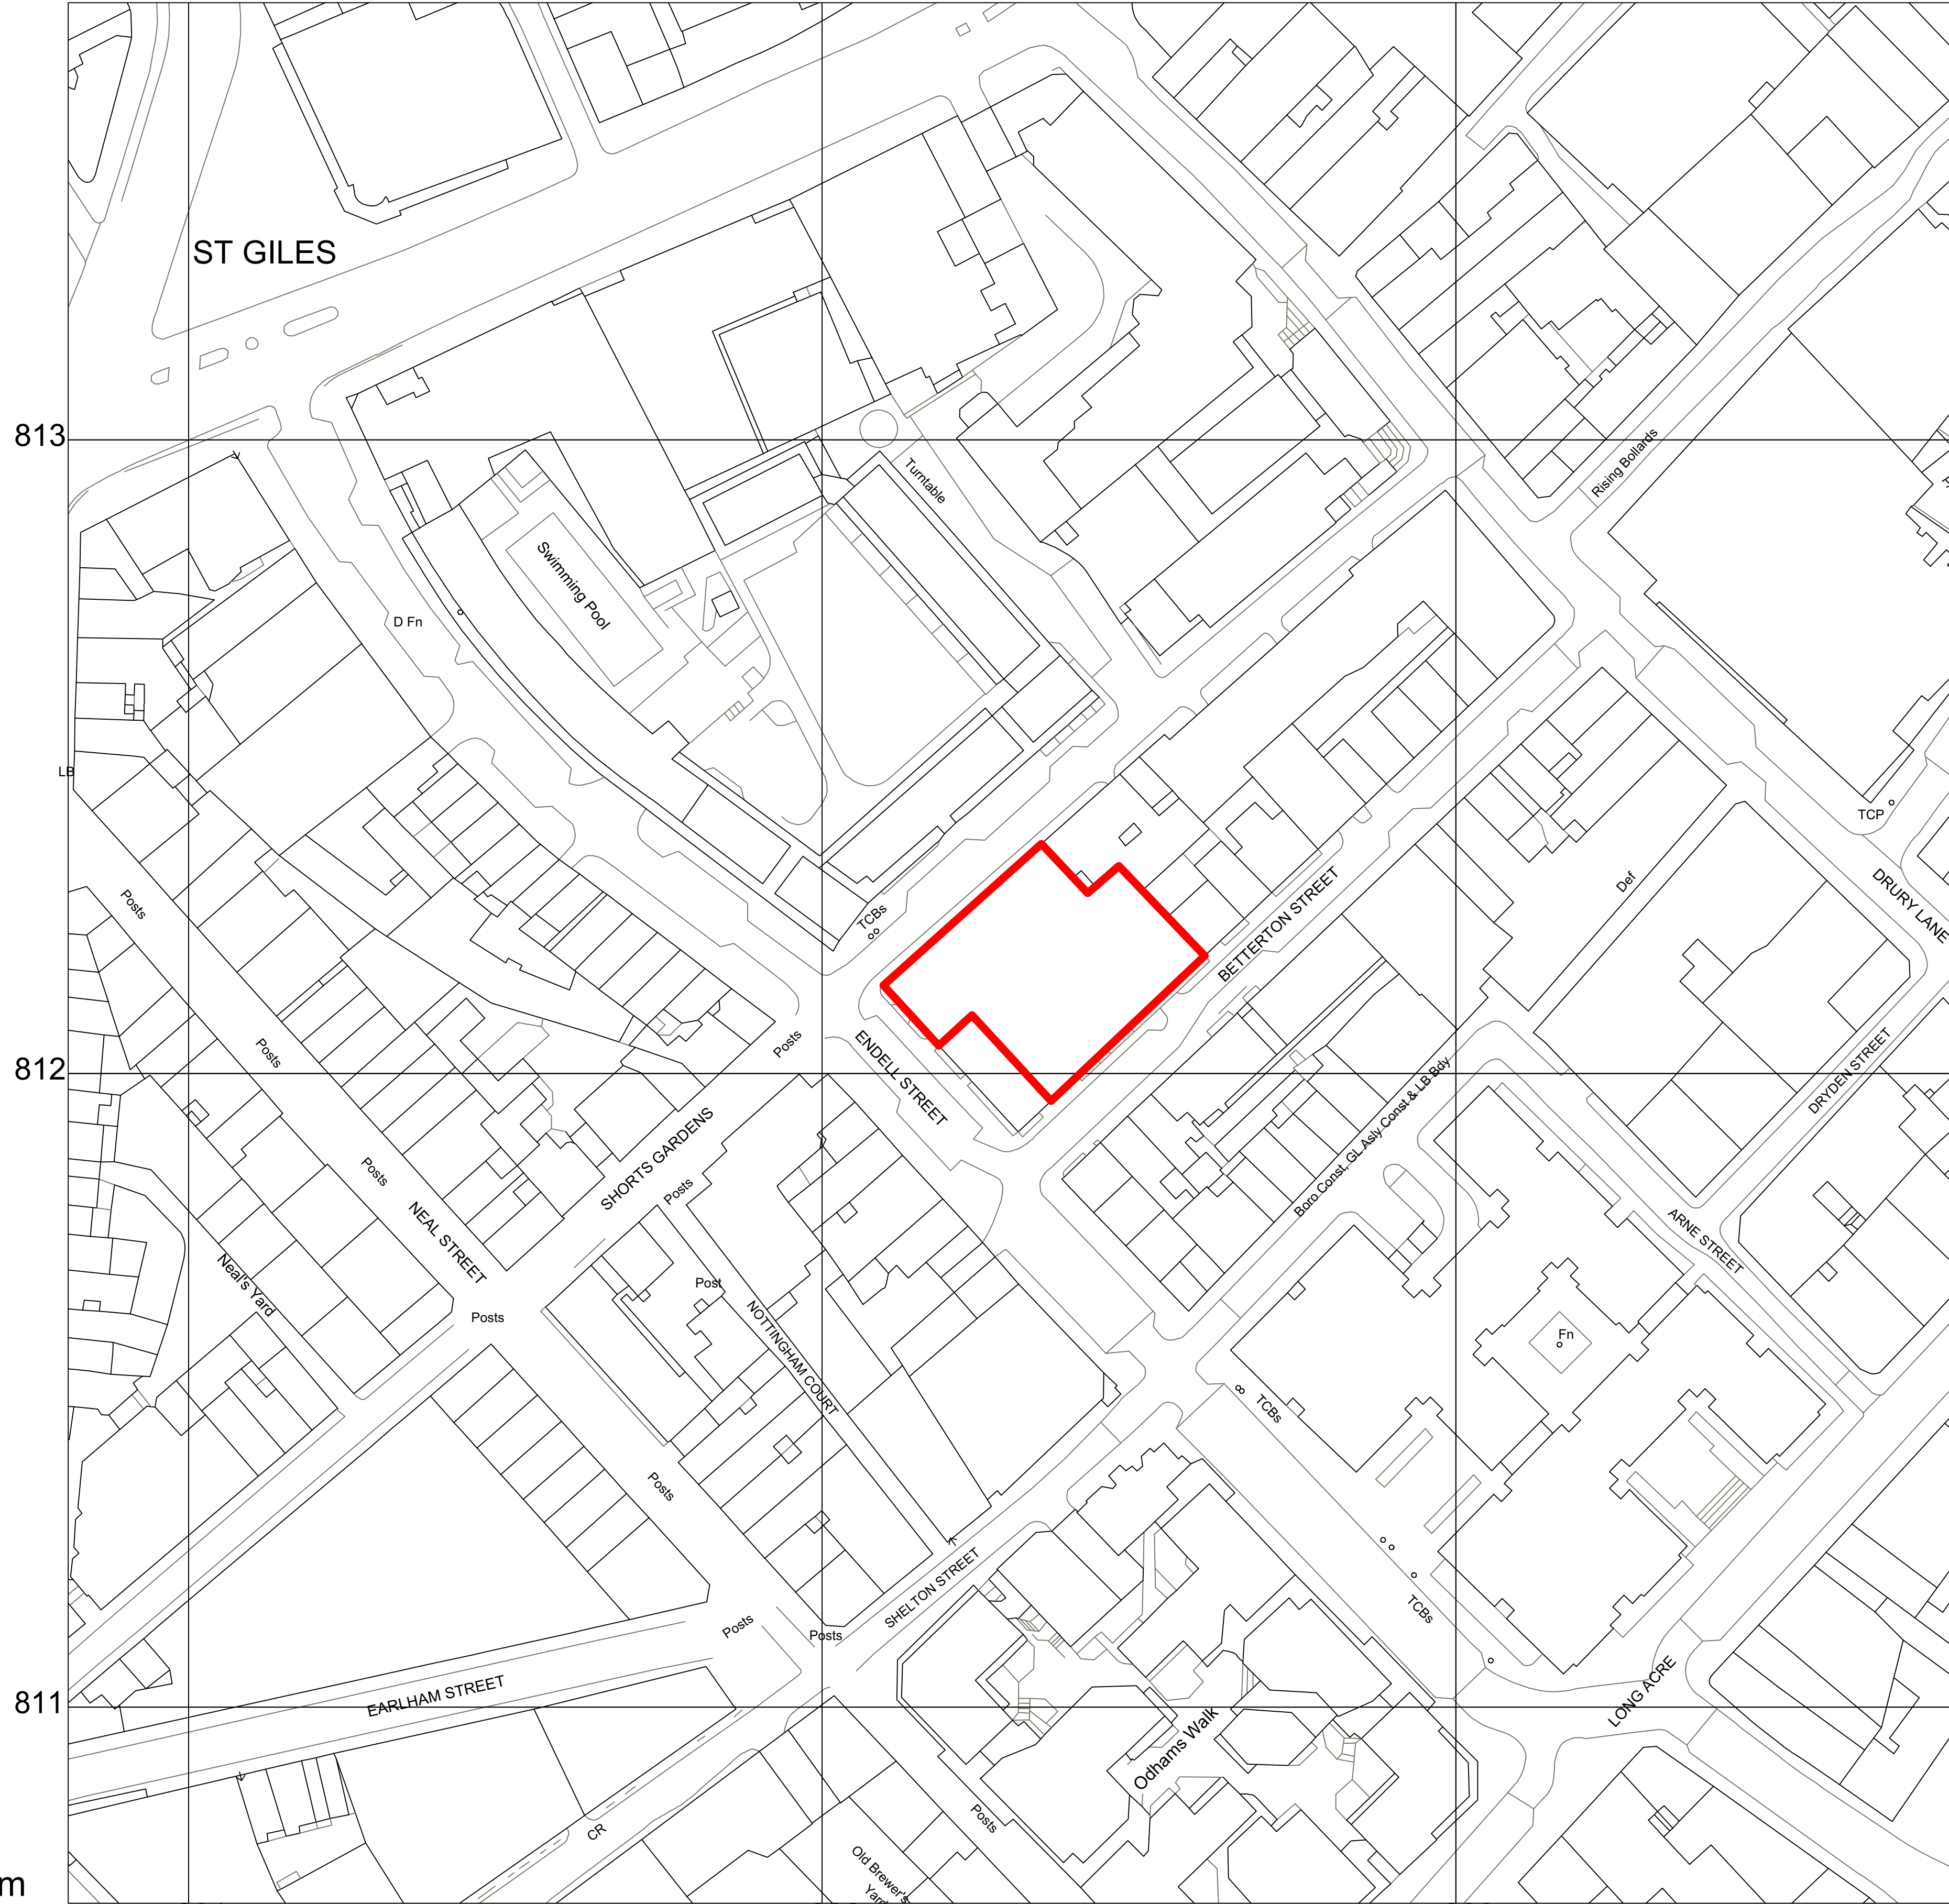 ST GILES
813
Rising Bollards
Turntable
Swimming Pool
D Fn
LB
TCP
Def
DRURY LANE
Posts
TCBs
BETTERTON STREET
812
Posts
Posts
ENDELL STREET
DRYDEN STREET
Boro Const, GL Asly Const & LB Bdy
SHORTS GARDENS
Posts
Posts
NEAL STREET
ARNE STREET
Neal's Yard
Post
Posts
NOTTINGHAM COURT
Fn
TCBs
Posts
SHELTON STREET
TCBs
Posts
Posts
EARLHAM STREET
LONG ACRE
811
Odhams Walk
Posts
CR
Old Brewer's
Yard
m